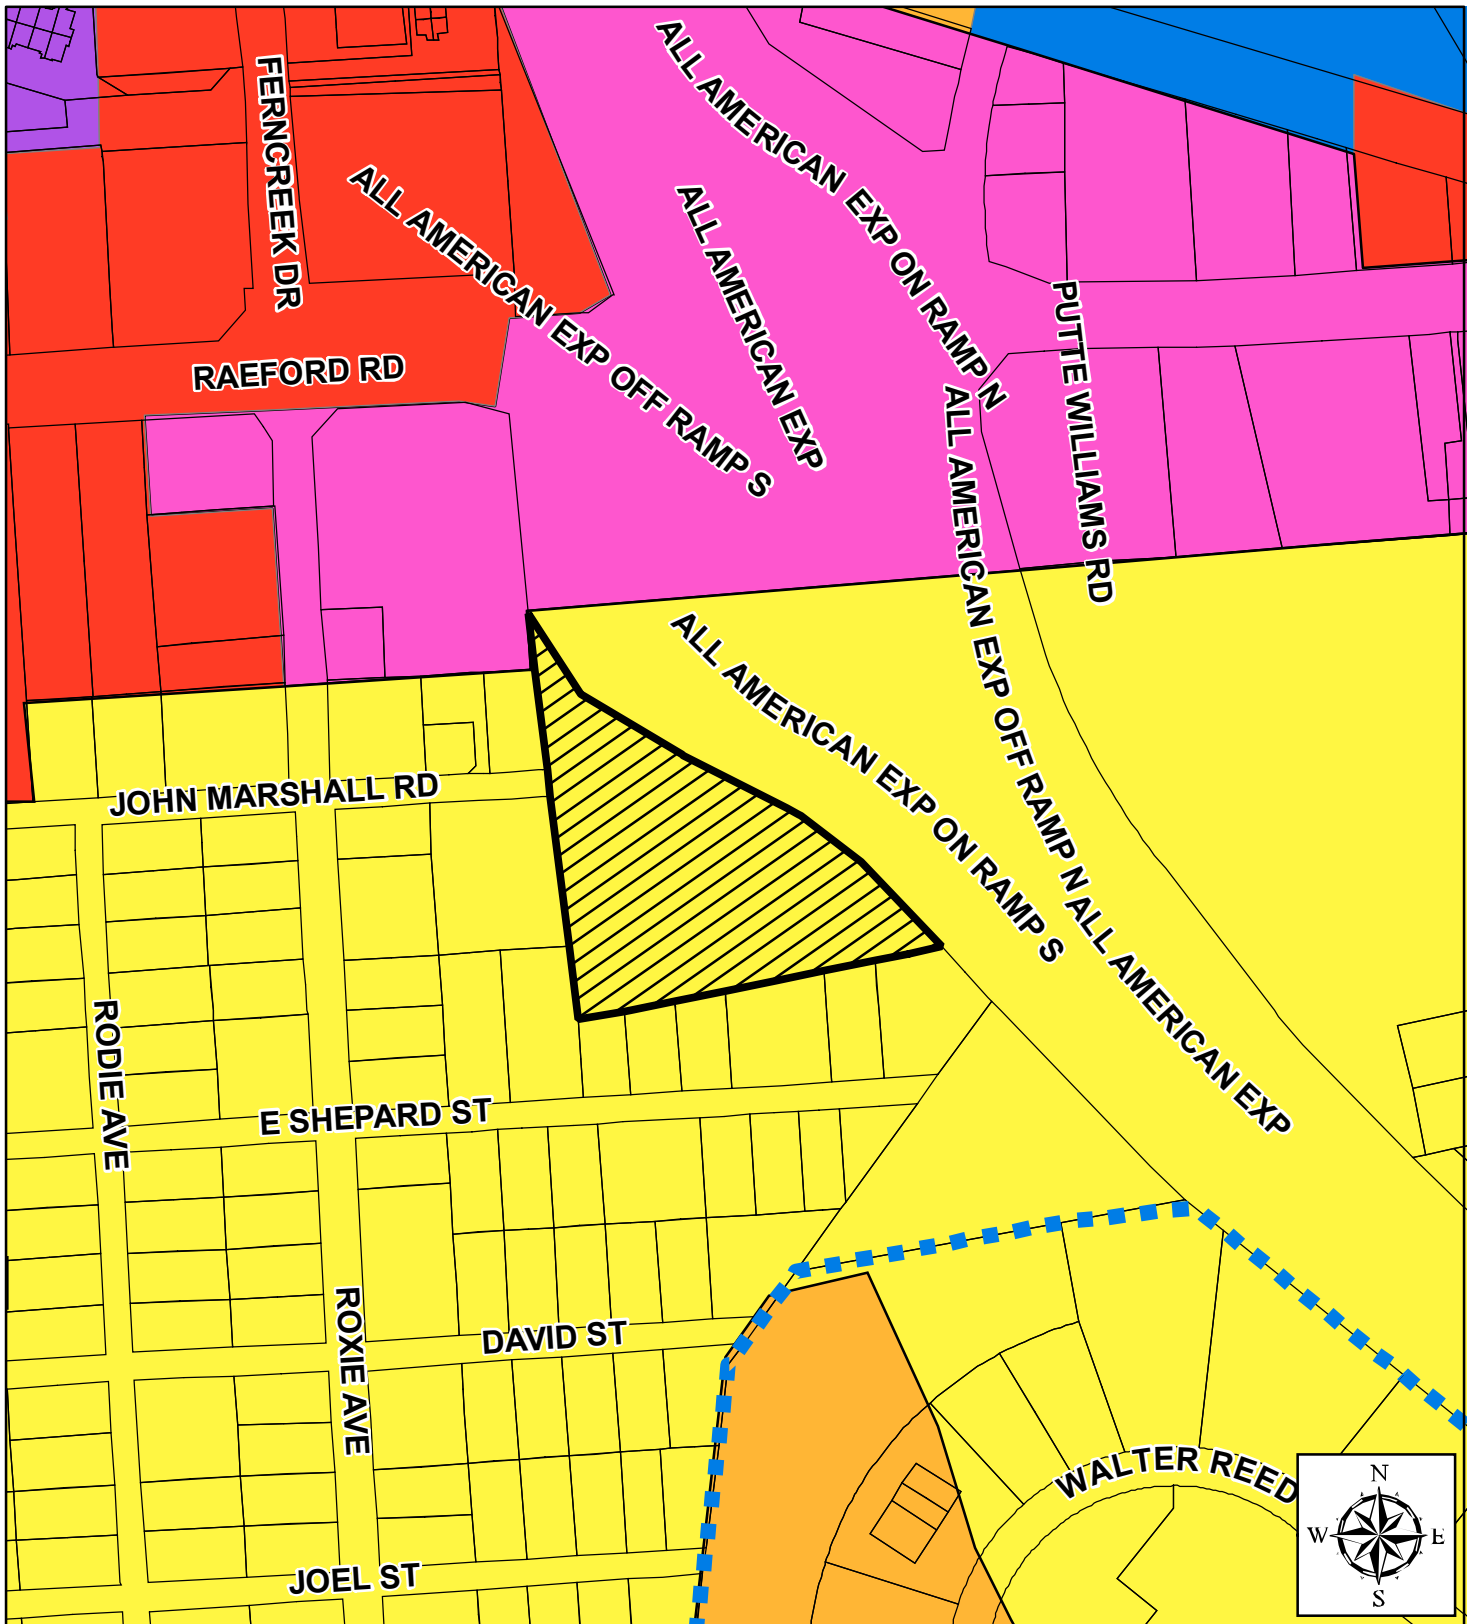 ALL AMERICAN EXP ON RAMP N
FERNCREEK DR
ALL AMERICAN EXP OFF RAMP S
ALL AMERICAN EXP
PUTTE WILLIAMS RD
RAEFORD RD
ALL AMERICAN EXP OFF RAMP N
ALL AMERICAN EXP ON RAMP S
JOHN MARSHALL RD
ALL AMERICAN EXP
RODIE AVE
E SHEPARD ST
ROXIE AVE
DAVID ST
WALTER REED
JOEL ST
N
W
E
S